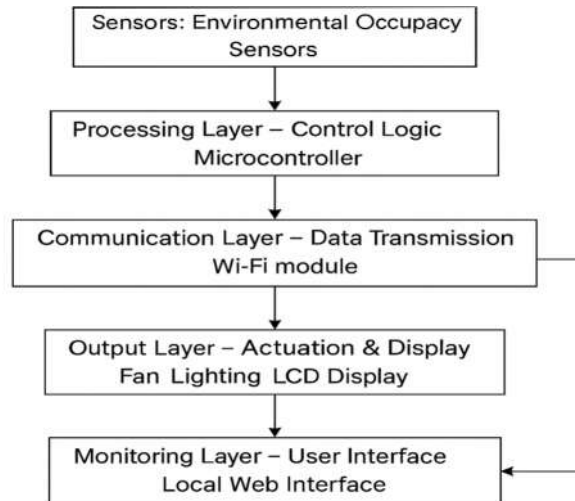 Sensors: Environmental Occupacy
Sensors
Processing Layer – Control Logic
Microcontroller
Communication Layer – Data Transmission
Wi-Fi module
Output Layer – Actuation & Display
Fan Lighting LCD Display
Monitoring Layer – User Interface
Local Web Interface